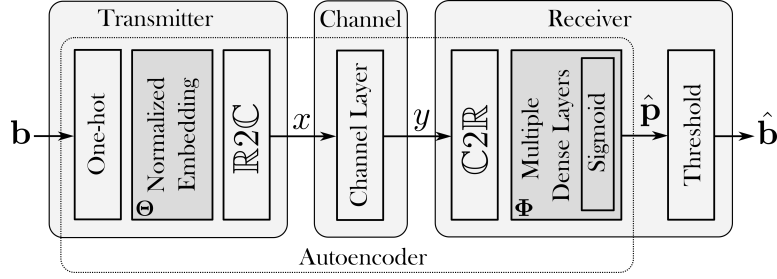 Transmitter
Channel
Receiver
b
One-hot
Normalized
Embedding
Θ
ℝ2ℂ
x
Channel Layer
y
ℂ2ℝ
Multiple
Dense Layers
Sigmoid
Φ
p̂
Threshold
b̂
Autoencoder